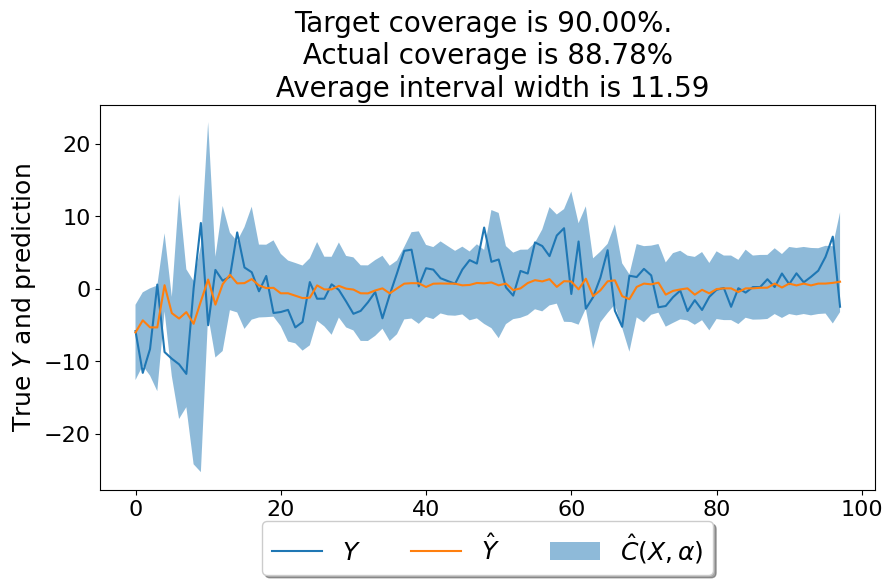 Target coverage is 90.00%.
Actual coverage is 88.78%
Average interval width is 11.59
True Y and prediction
20
10
0
−10
−20
0 20 40 60 80 100
Y Ŷ Ĉ(X, α)